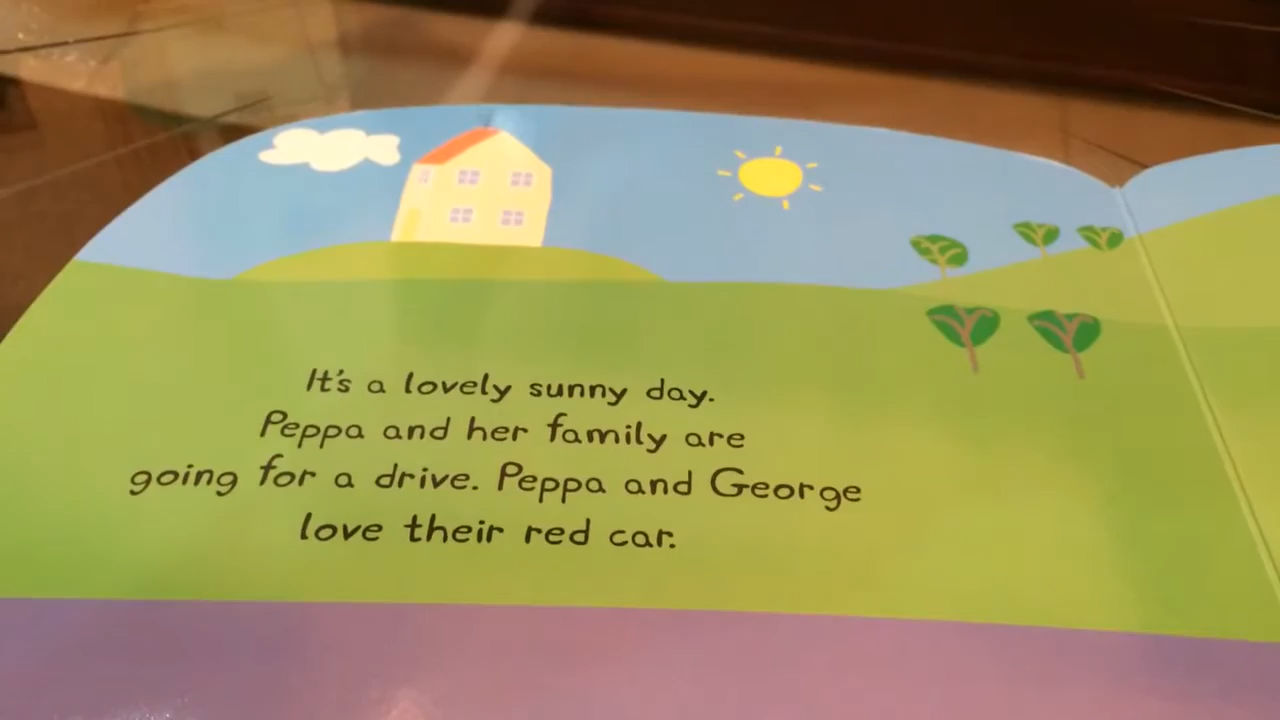 It's a lovely sunny day.
Peppa and her family are
going for a drive. Peppa and George
love their red car.